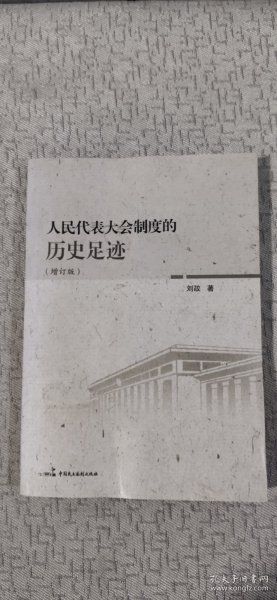 人民代表大会制度的
历史足迹
（增订版）
刘政 著
中国民主法制出版社
孔夫子旧书网